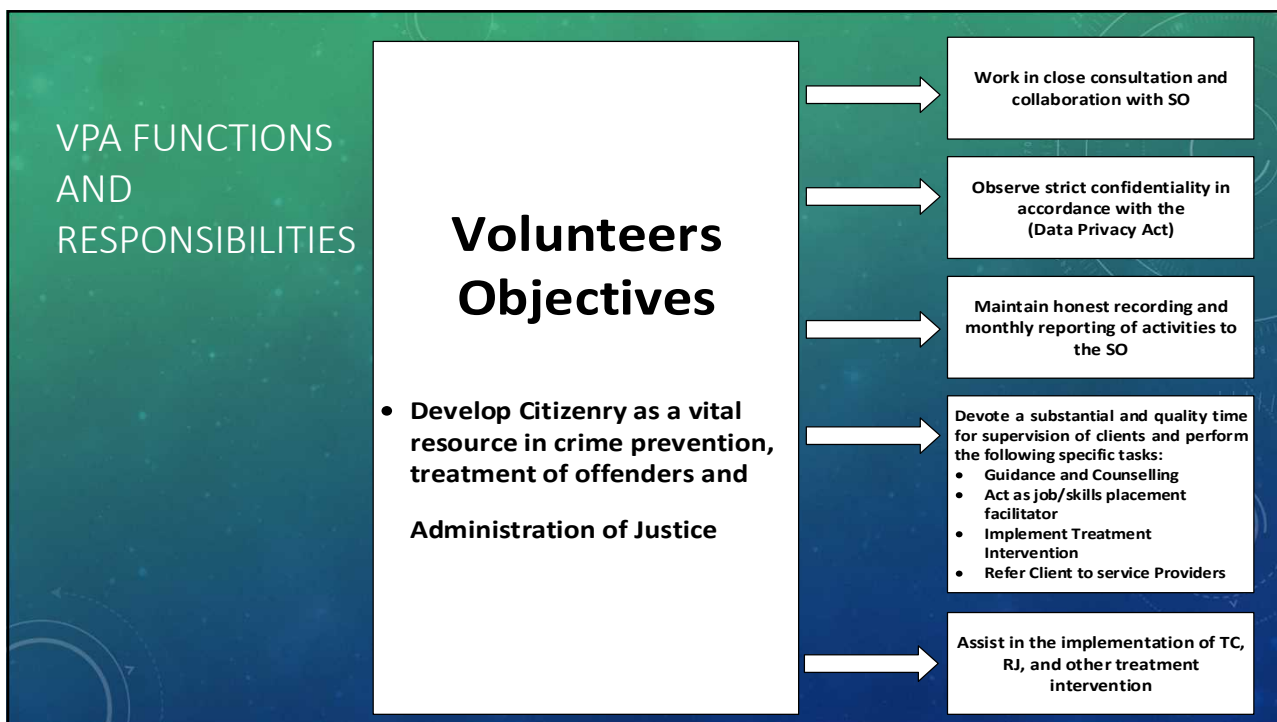 VPA FUNCTIONS
AND
RESPONSIBILITIES
Volunteers
Objectives
• Develop Citizenry as a vital
resource in crime prevention,
treatment of offenders and
Administration of Justice
Work in close consultation and
collaboration with SO
Observe strict confidentiality in
accordance with the
(Data Privacy Act)
Maintain honest recording and
monthly reporting of activities to
the SO
Devote a substantial and quality time
for supervision of clients and perform
the following specific tasks:
• Guidance and Counselling
• Act as job/skills placement
facilitator
• Implement Treatment
Intervention
• Refer Client to service Providers
Assist in the implementation of TC,
RJ, and other treatment
intervention